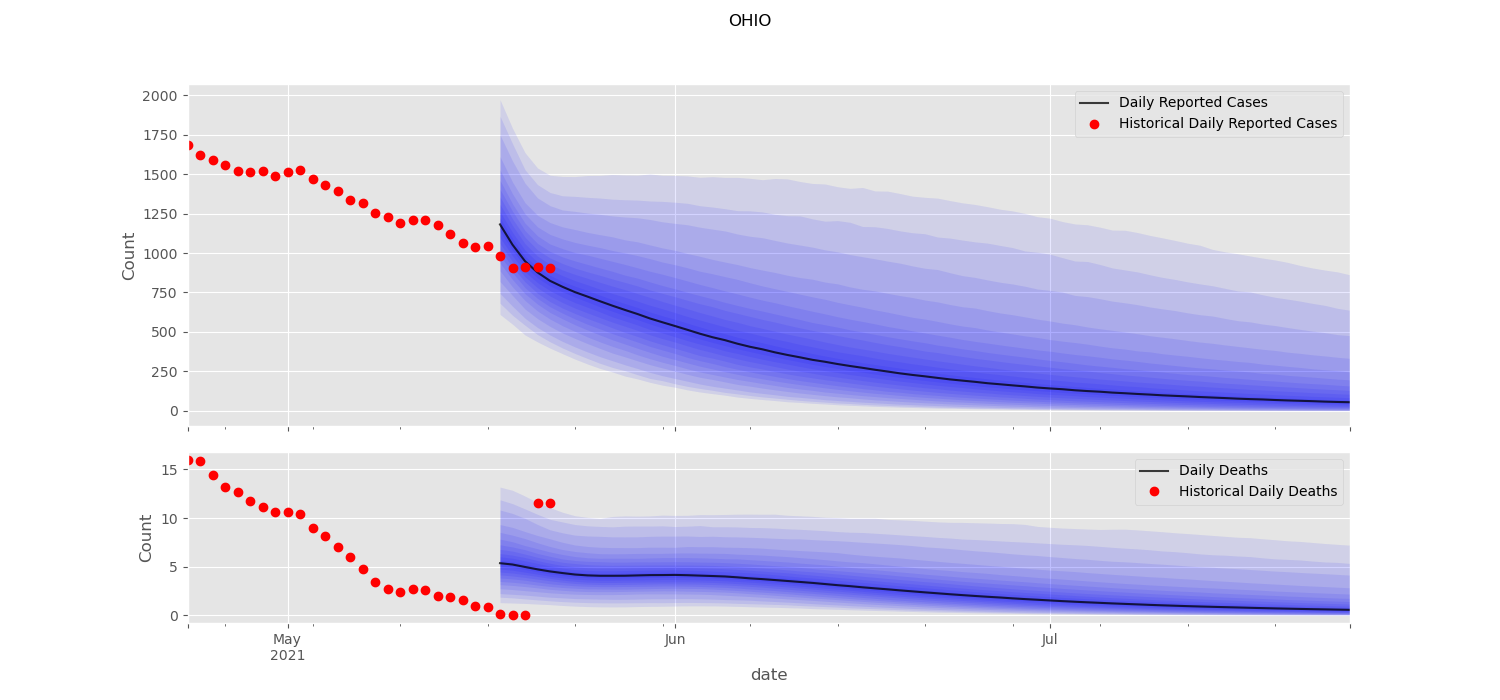 OHIO
2000
1750
1500
1250
1000
750
500
250
0
Count
Daily Reported Cases
Historical Daily Reported Cases
15
10
5
0
Count
Daily Deaths
Historical Daily Deaths
May
2021
Jun
Jul
date